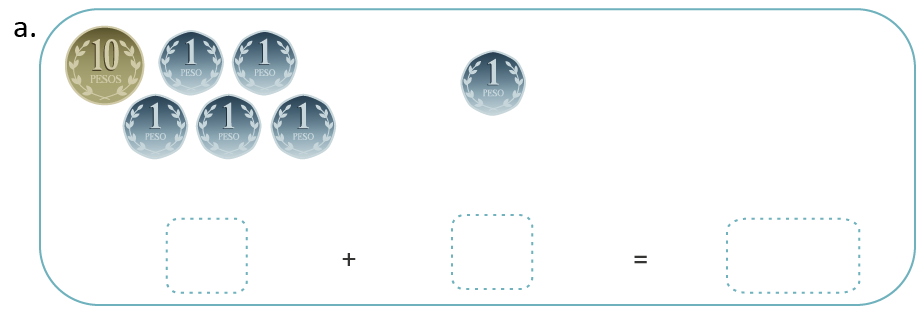 a.
10 PESOS 1 PESO 1 PESO
1 PESO
1 PESO 1 PESO 1 PESO
+ =